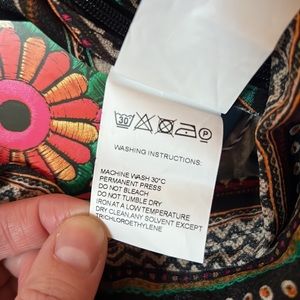 30
P
WASHING INSTRUCTIONS:
MACHINE WASH 30°C
PERMANENT PRESS
DO NOT BLEACH
DO NOT TUMBLE DRY
IRON AT A LOW TEMPERATURE
DRY CLEAN, ANY SOLVENT EXCEPT
TRICHLOROETHYLENE